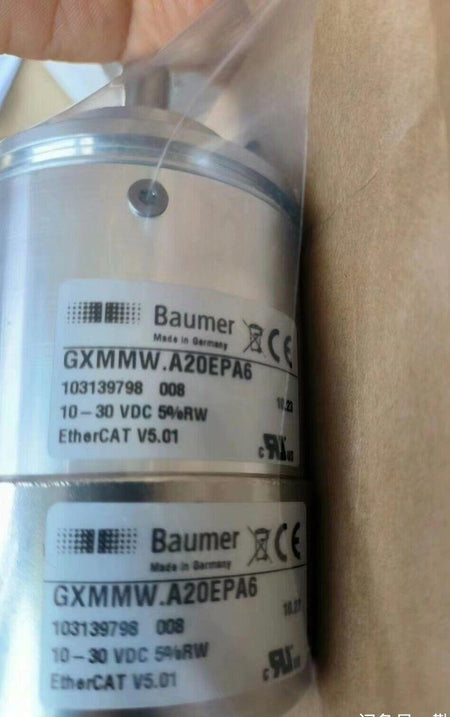 Baumer
Made in Germany
GXMMW.A20EPA6
103139798 008
10.23
10-30 VDC 5%RW
EtherCAT V5.01
Baumer
Made in Germany
GXMMW.A20EPA6
103139798 008
10-30 VDC 5%RW
EtherCAT V5.01